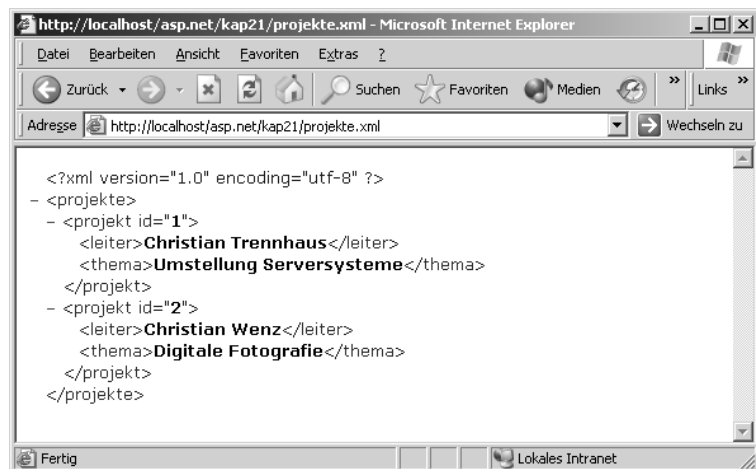 http://localhost/asp.net/kap21/projekte.xml - Microsoft Internet Explorer
Datei Bearbeiten Ansicht Favoriten Extras ?
Zurück Suchen Favoriten Medien » Links »
Adresse http://localhost/asp.net/kap21/projekte.xml Wechseln zu
<?xml version="1.0" encoding="utf-8" ?>
– <projekte>
– <projekt id="1">
<leiter>Christian Trennhaus</leiter>
<thema>Umstellung Serversysteme</thema>
</projekt>
– <projekt id="2">
<leiter>Christian Wenz</leiter>
<thema>Digitale Fotografie</thema>
</projekt>
</projekte>
Fertig Lokales Intranet